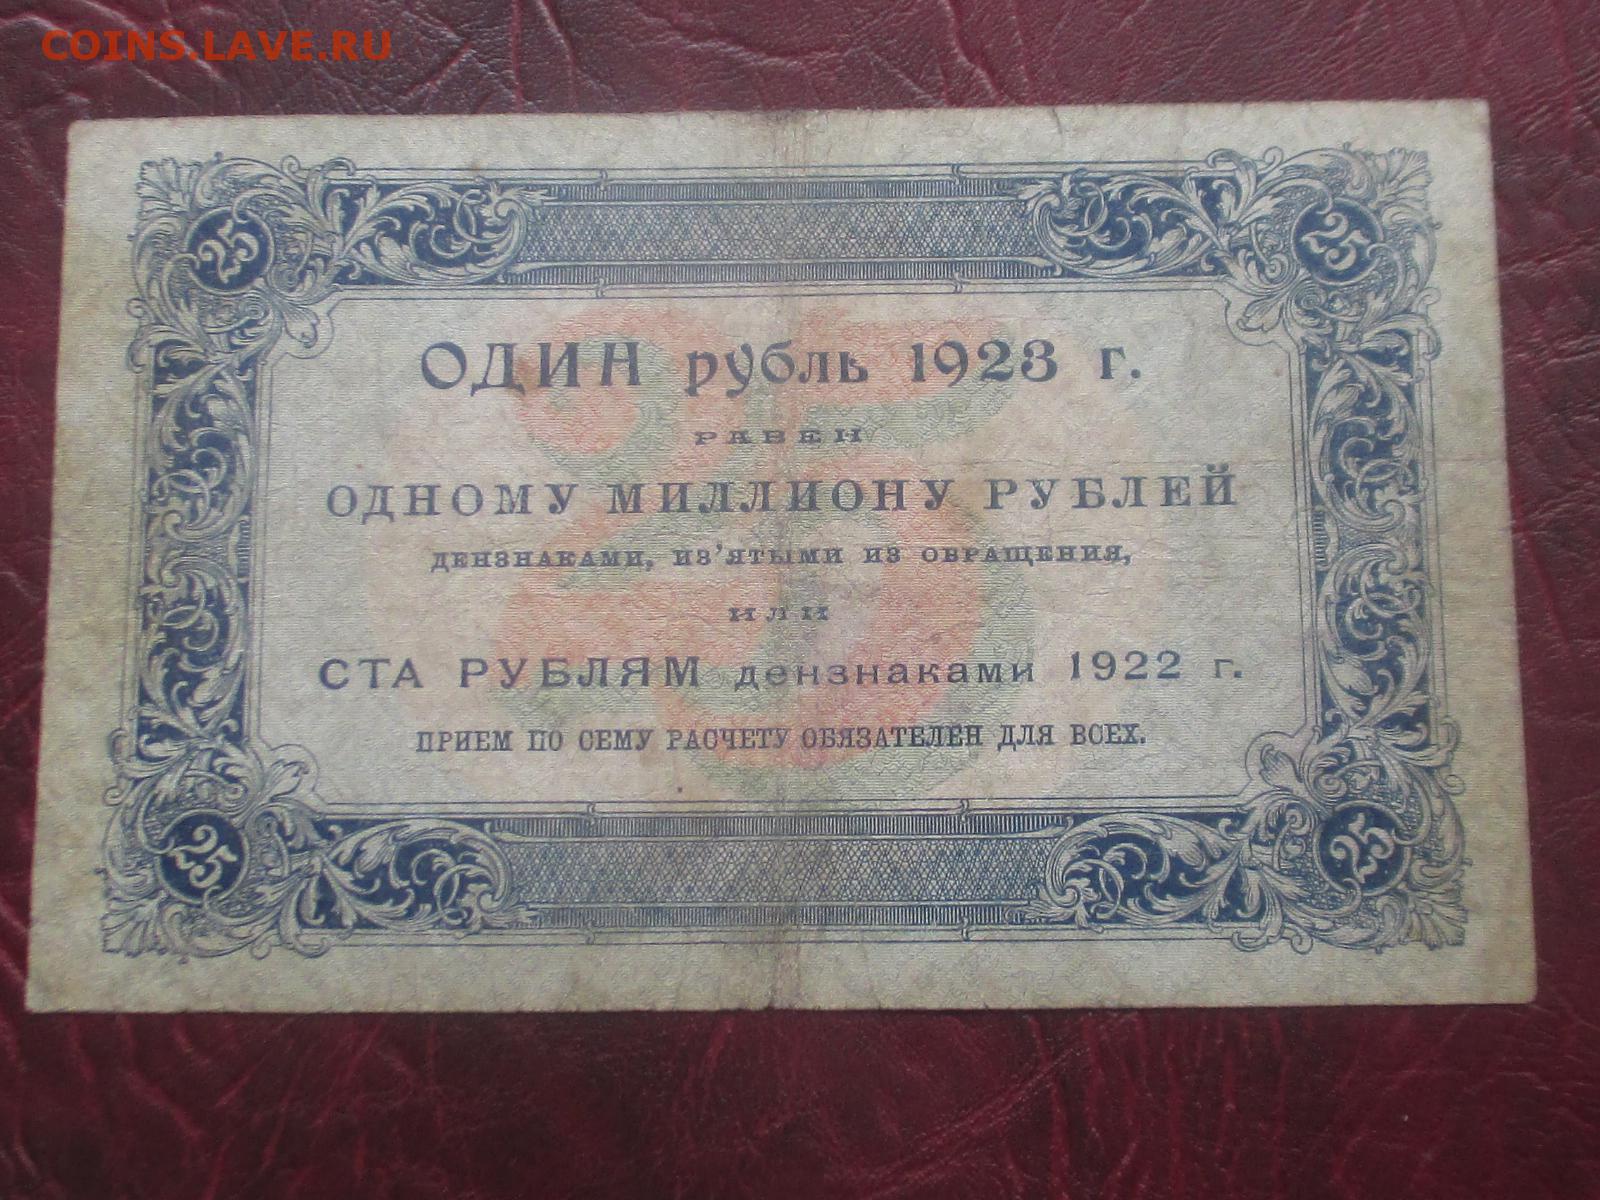 COINS.LAVE.RU
25 25
ОДИН рубль 1923 г.
РАВЕН
ОДНОМУ МИЛЛИОНУ РУБЛЕЙ
ДЕНЗНАКАМИ, ИЗ'ЯТЫМИ ИЗ ОБРАЩЕНИЯ,
ИЛИ
СТА РУБЛЯМ дензнаками 1922 г.
ПРИЕМ ПО СЕМУ РАСЧЕТУ ОБЯЗАТЕЛЕН ДЛЯ ВСЕХ.
25 25
25